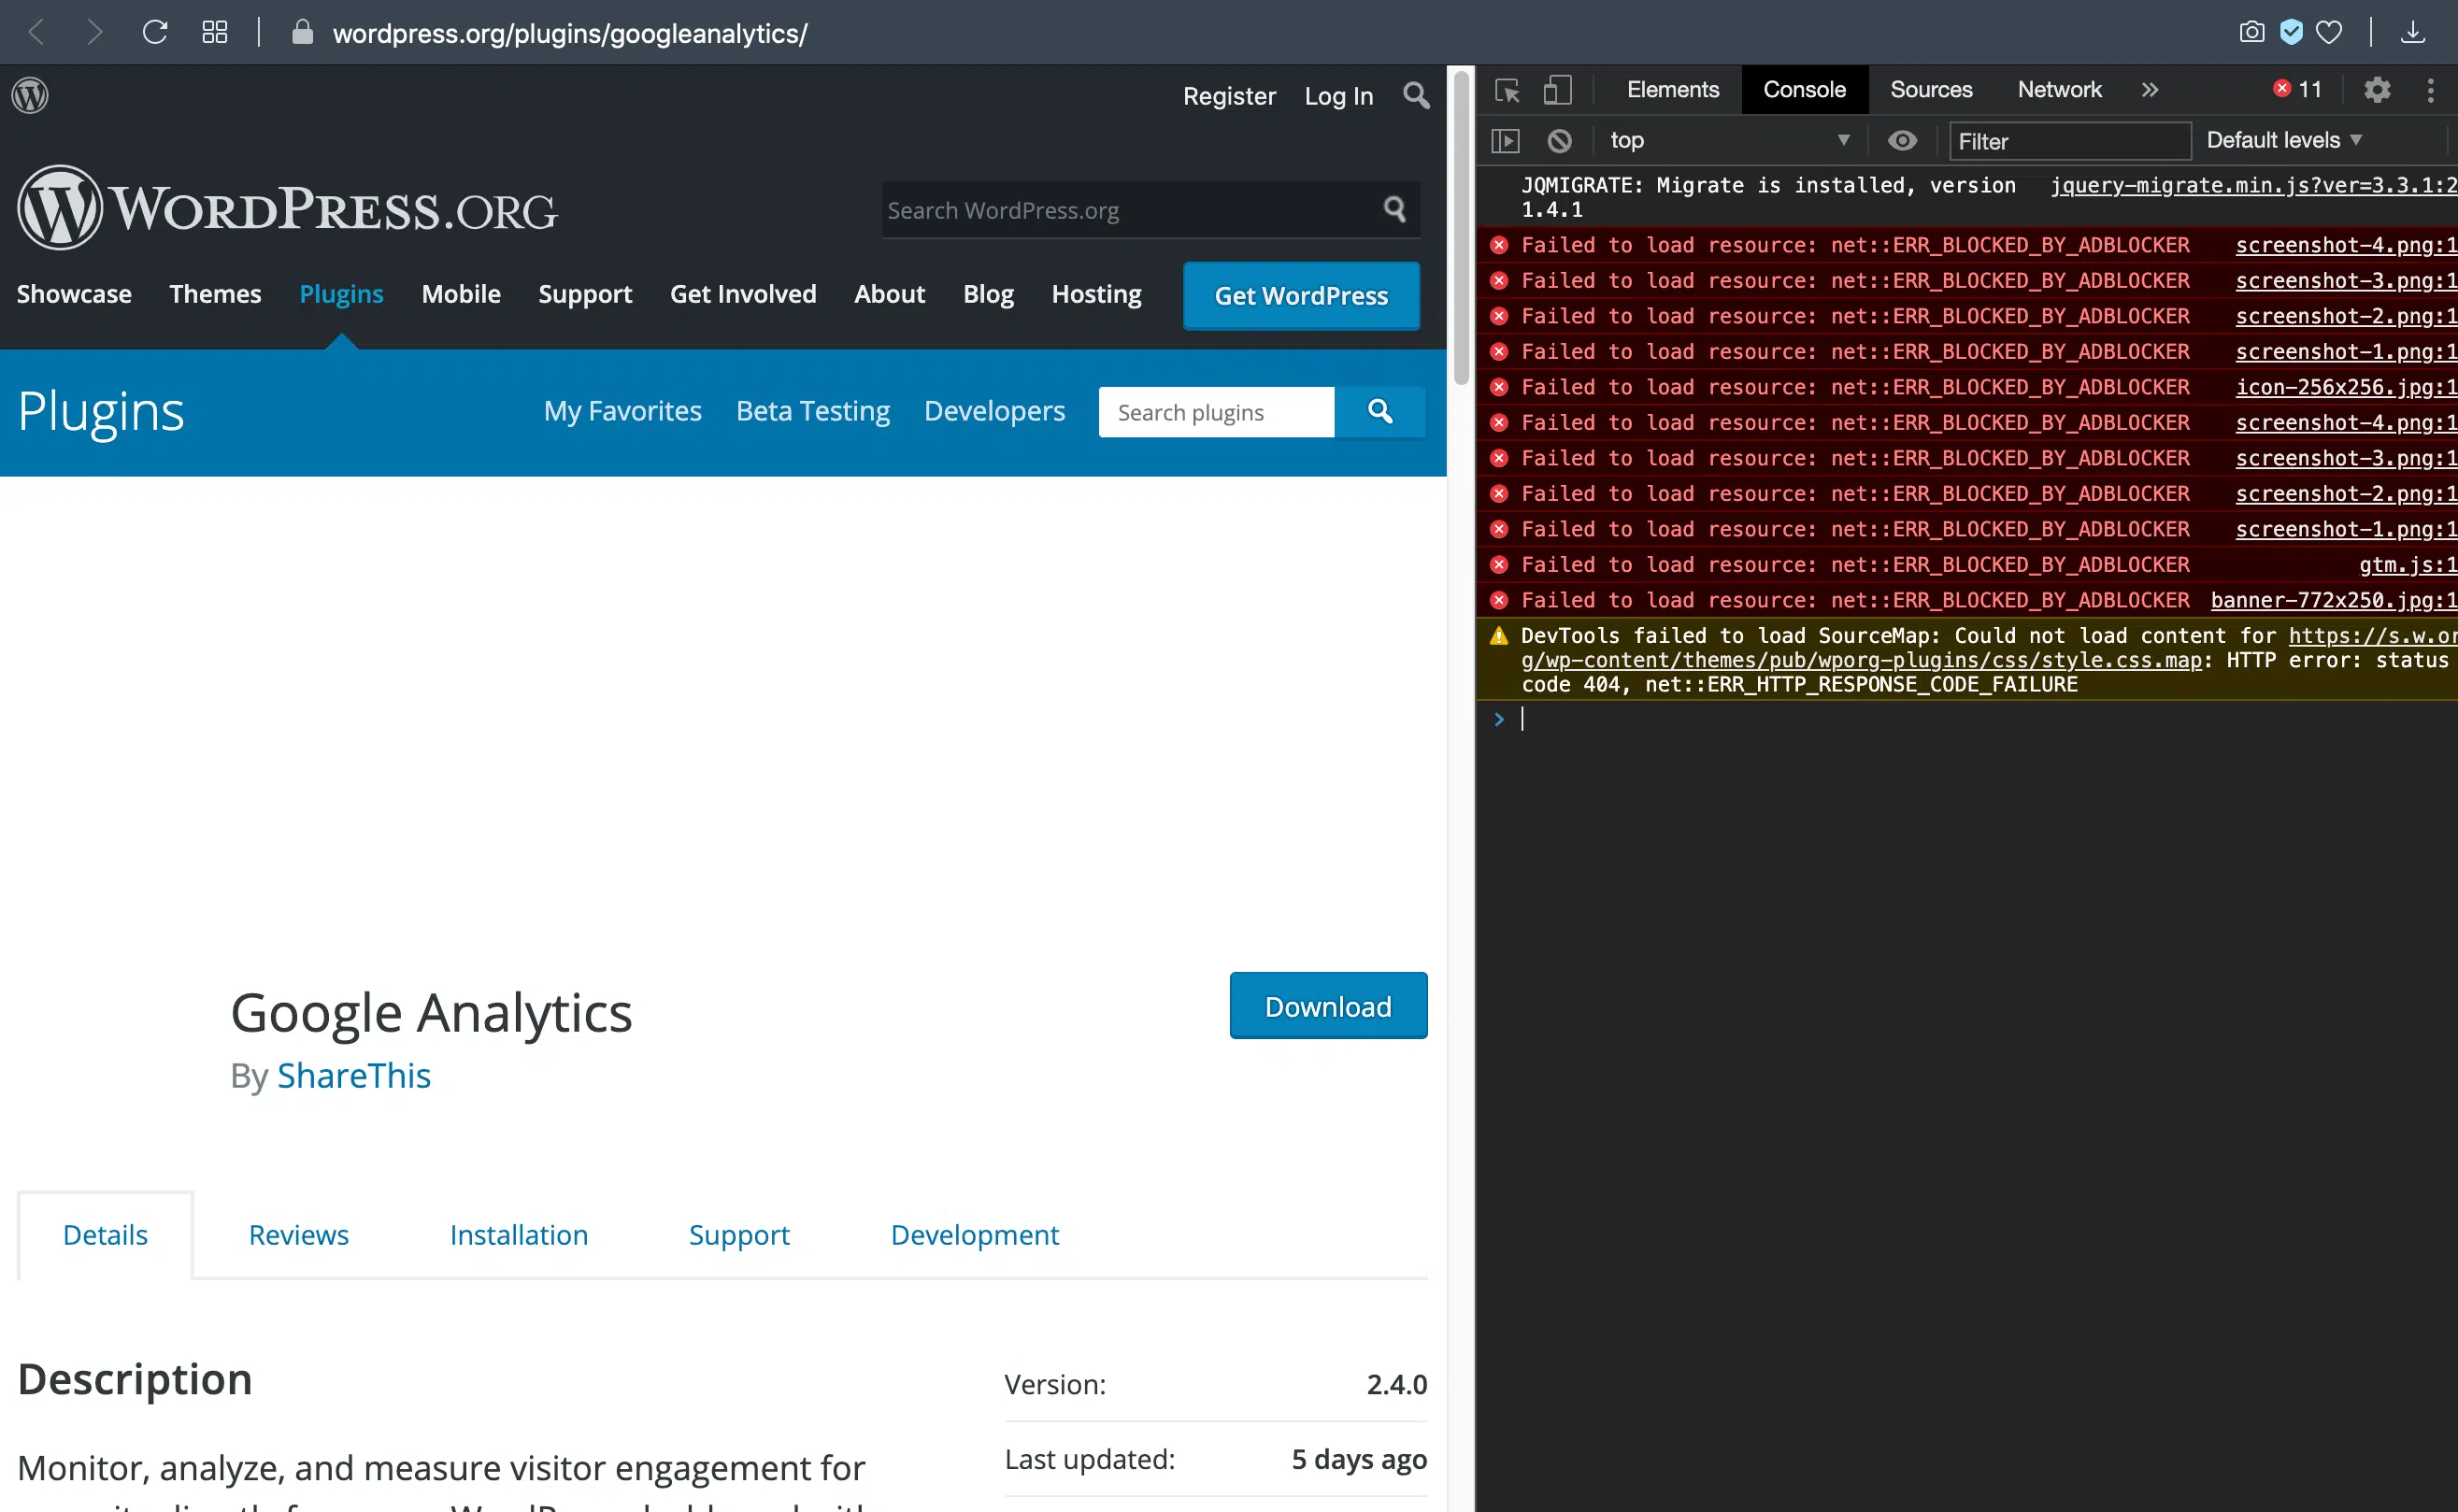 wordpress.org/plugins/googleanalytics/
Register Log In
WORDPRESS.ORG
Search WordPress.org
Showcase Themes Plugins Mobile Support Get Involved About Blog Hosting Get WordPress
Plugins
My Favorites Beta Testing Developers Search plugins
Google Analytics
By ShareThis
Download
Details Reviews Installation Support Development
Description
Monitor, analyze, and measure visitor engagement for
Version: 2.4.0
Last updated: 5 days ago
Elements Console Sources Network » 11
top Filter Default levels
JQMIGRATE: Migrate is installed, version jquery-migrate.min.js?ver=3.3.1:2
1.4.1
Failed to load resource: net::ERR_BLOCKED_BY_ADBLOCKER screenshot-4.png:1
Failed to load resource: net::ERR_BLOCKED_BY_ADBLOCKER screenshot-3.png:1
Failed to load resource: net::ERR_BLOCKED_BY_ADBLOCKER screenshot-2.png:1
Failed to load resource: net::ERR_BLOCKED_BY_ADBLOCKER screenshot-1.png:1
Failed to load resource: net::ERR_BLOCKED_BY_ADBLOCKER icon-256x256.jpg:1
Failed to load resource: net::ERR_BLOCKED_BY_ADBLOCKER screenshot-4.png:1
Failed to load resource: net::ERR_BLOCKED_BY_ADBLOCKER screenshot-3.png:1
Failed to load resource: net::ERR_BLOCKED_BY_ADBLOCKER screenshot-2.png:1
Failed to load resource: net::ERR_BLOCKED_BY_ADBLOCKER screenshot-1.png:1
Failed to load resource: net::ERR_BLOCKED_BY_ADBLOCKER gtm.js:1
Failed to load resource: net::ERR_BLOCKED_BY_ADBLOCKER banner-772x250.jpg:1
DevTools failed to load SourceMap: Could not load content for https://s.w.or
g/wp-content/themes/pub/wporg-plugins/css/style.css.map: HTTP error: status
code 404, net::ERR_HTTP_RESPONSE_CODE_FAILURE